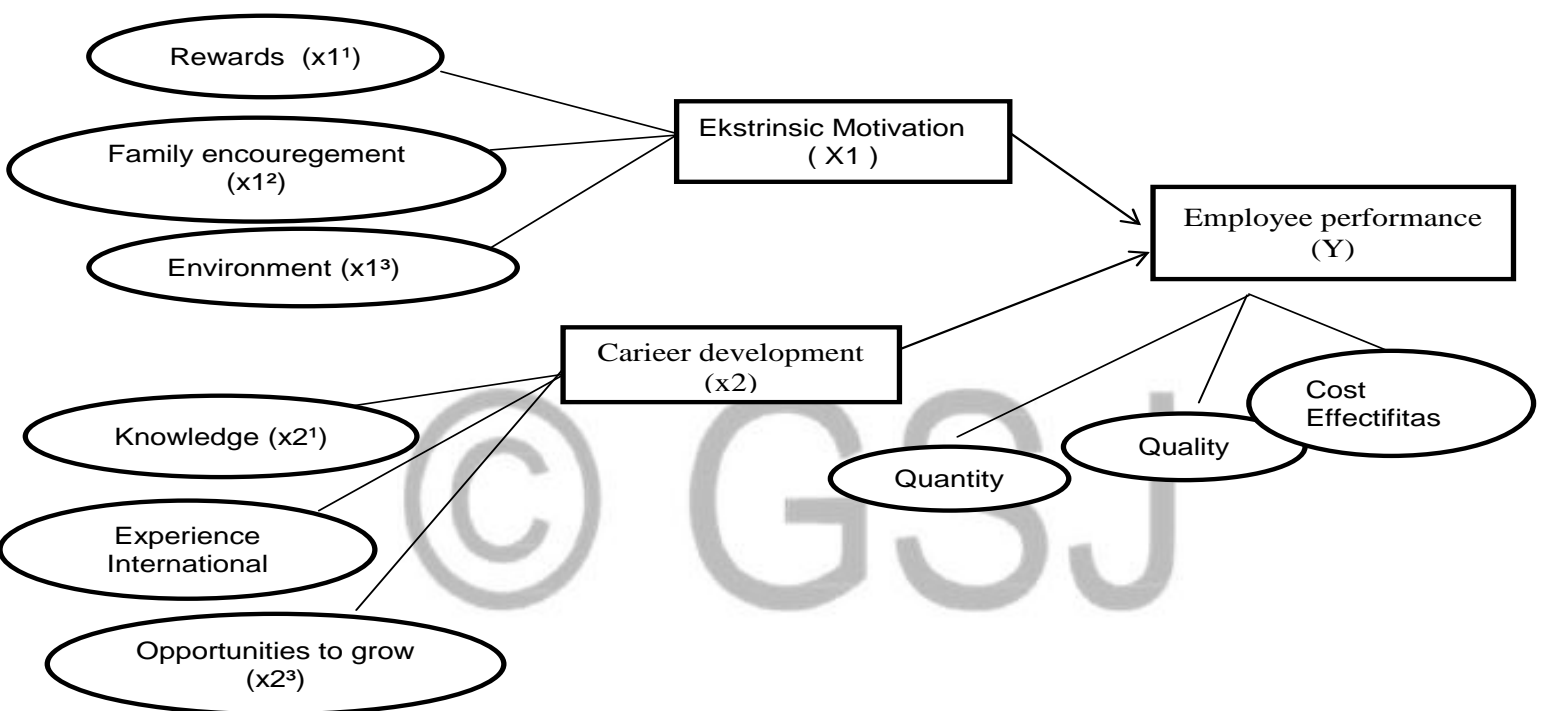 Rewards (x1¹)
Family encouregement
(x1²)
Environment (x1³)
Ekstrinsic Motivation
( X1 )
Employee performance
(Y)
Carieer development
(x2)
Knowledge (x2¹)
Experience
International
Opportunities to grow
(x2³)
Quantity
Quality
Cost
Effectifitas
© GSJ